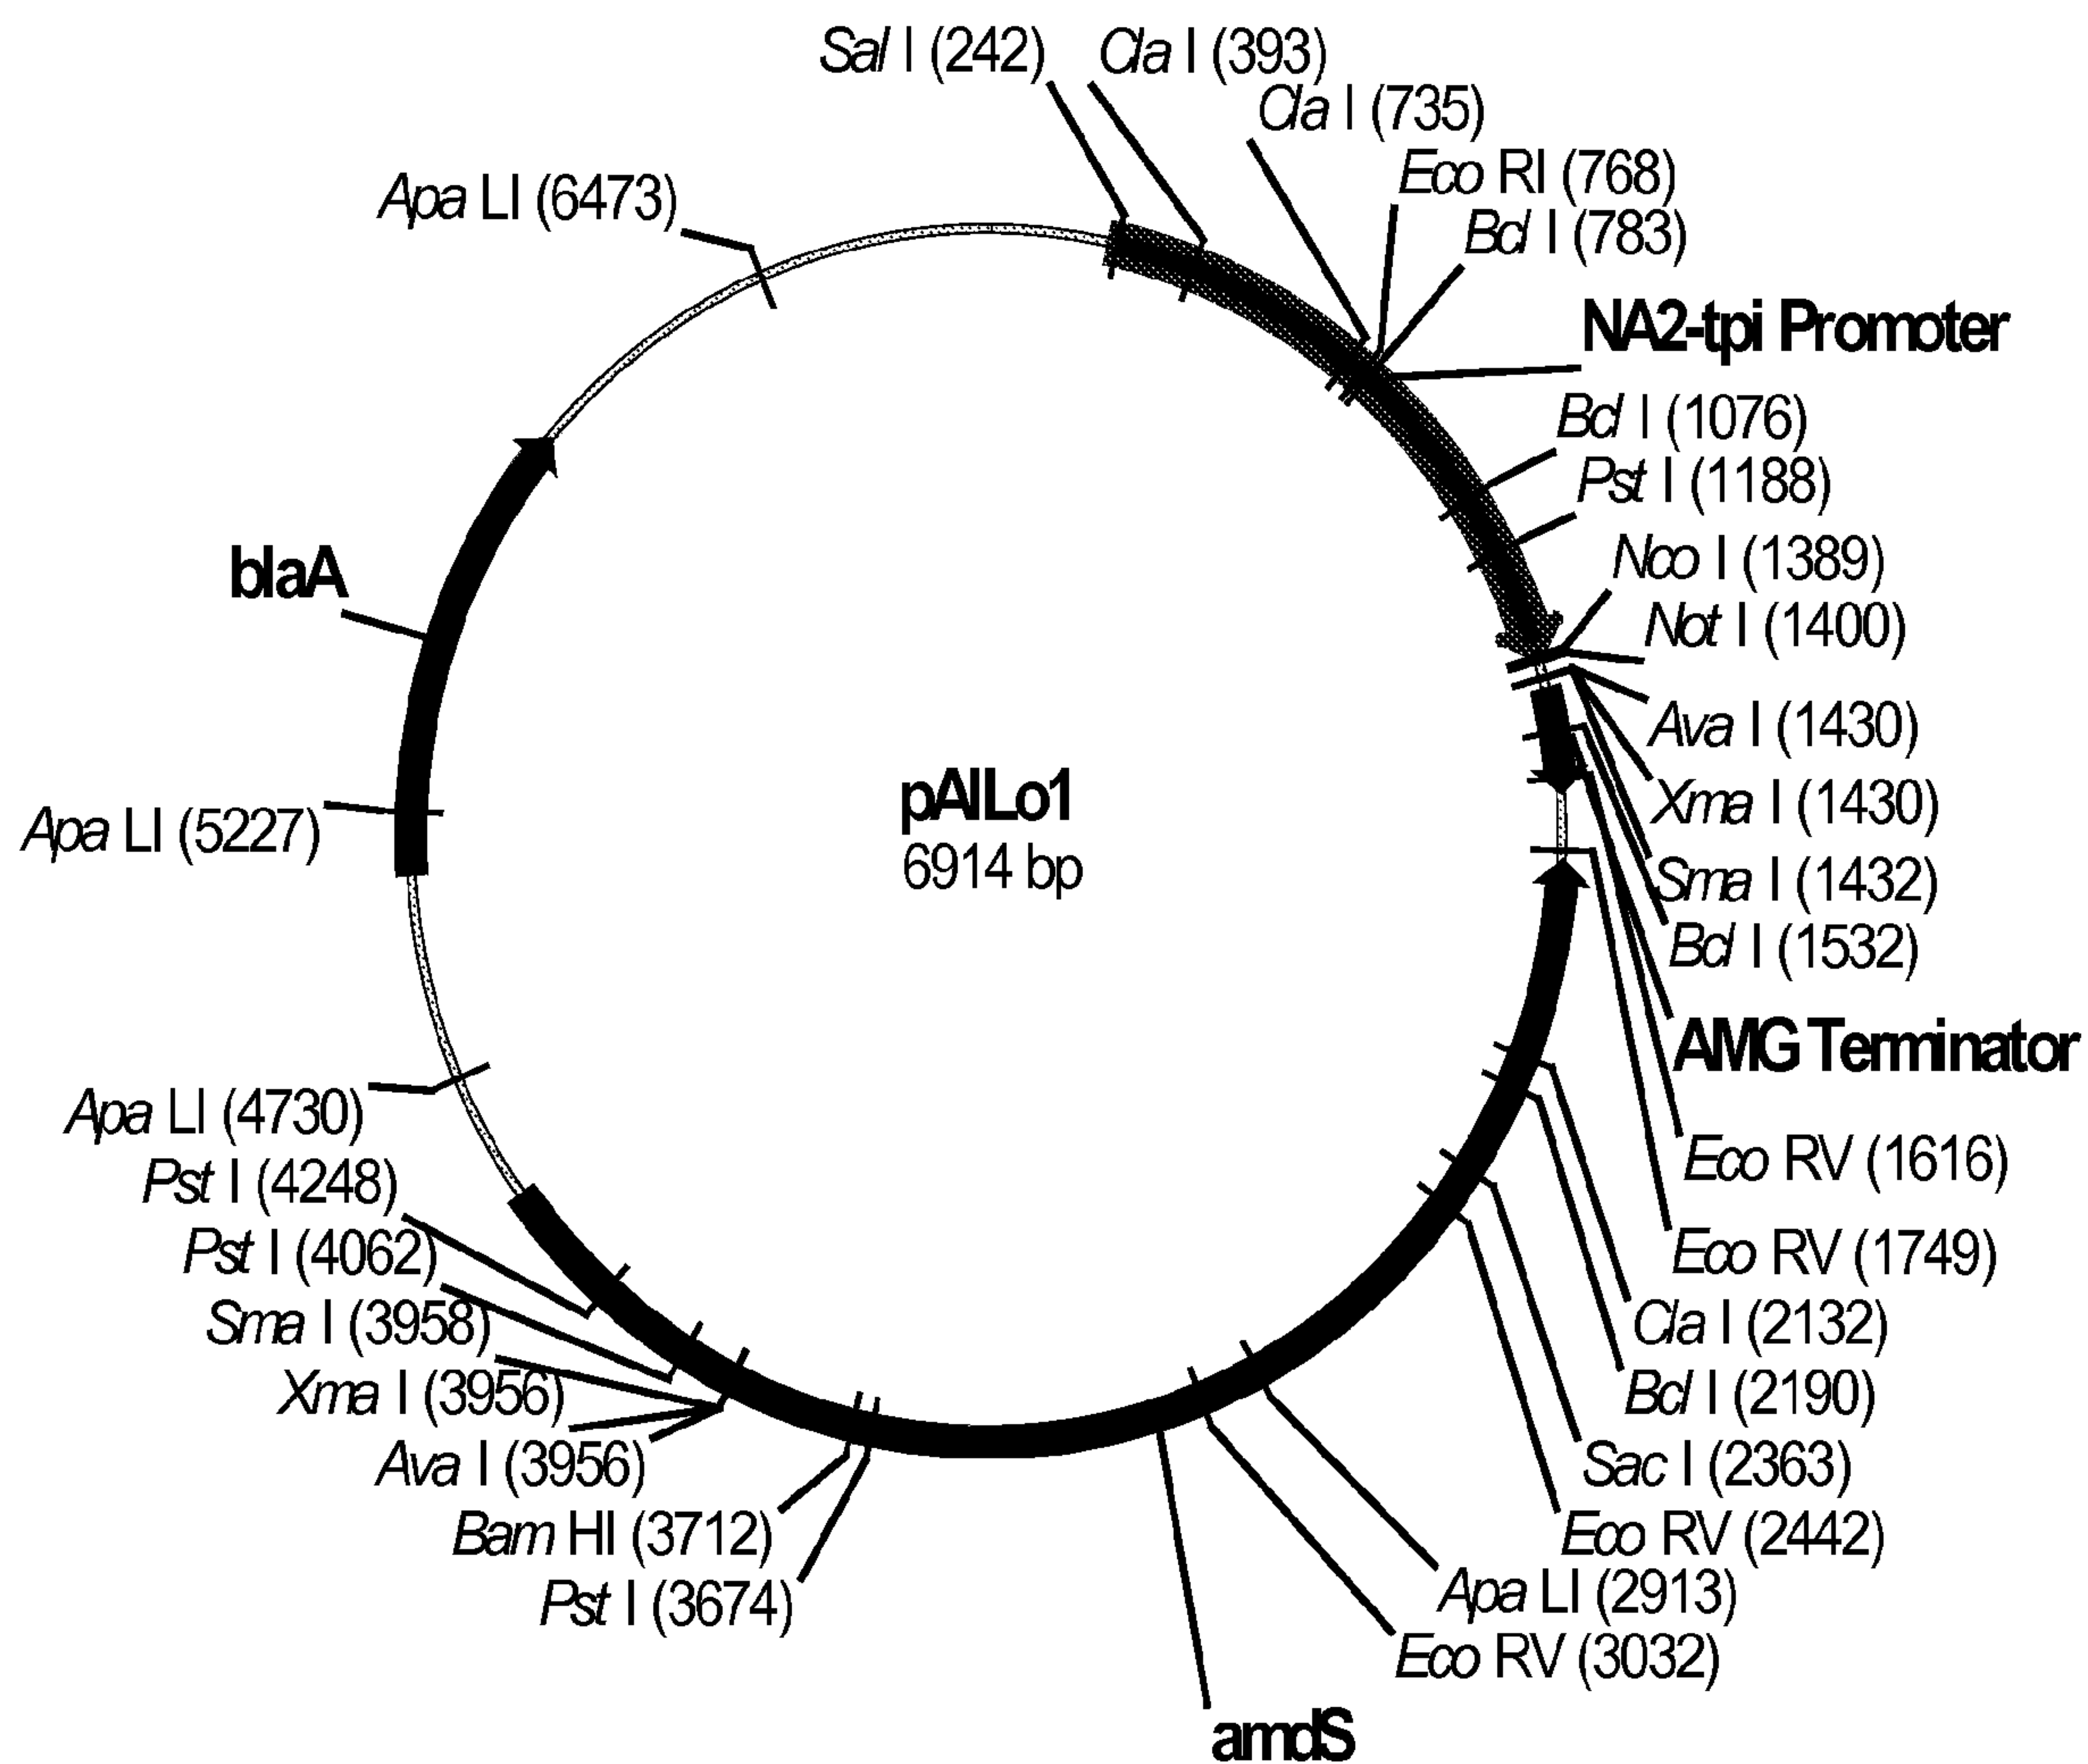 Sal I (242)
Cla I (393)
Cla I (735)
Eco RI (768)
Bcl I (783)
NA2-tpi Promoter
Bcl I (1076)
Pst I (1188)
Nco I (1389)
Not I (1400)
Ava I (1430)
Xma I (1430)
Sma I (1432)
Bcl I (1532)
AMG Terminator
Eco RV (1616)
Eco RV (1749)
Cla I (2132)
Bcl I (2190)
Sac I (2363)
Eco RV (2442)
Apa LI (2913)
Eco RV (3032)
amdS
Pst I (3674)
Bam HI (3712)
Ava I (3956)
Xma I (3956)
Sma I (3958)
Pst I (4062)
Pst I (4248)
Apa LI (4730)
Apa LI (5227)
blaA
Apa LI (6473)
pAILo1
6914 bp